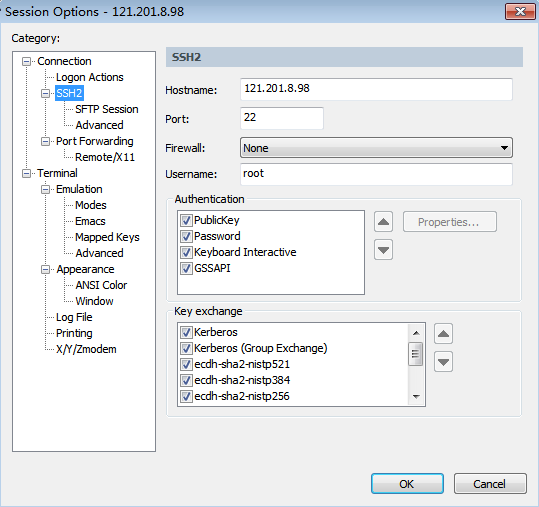 Session Options - 121.201.8.98
Category:
Connection
Logon Actions
SSH2
SFTP Session
Advanced
Port Forwarding
Remote/X11
Terminal
Emulation
Modes
Emacs
Mapped Keys
Advanced
Appearance
ANSI Color
Window
Log File
Printing
X/Y/Zmodem
SSH2
Hostname: 121.201.8.98
Port: 22
Firewall: None
Username: root
Authentication
PublicKey
Password
Keyboard Interactive
GSSAPI
Properties...
Key exchange
Kerberos
Kerberos (Group Exchange)
ecdh-sha2-nistp521
ecdh-sha2-nistp384
ecdh-sha2-nistp256
OK
Cancel